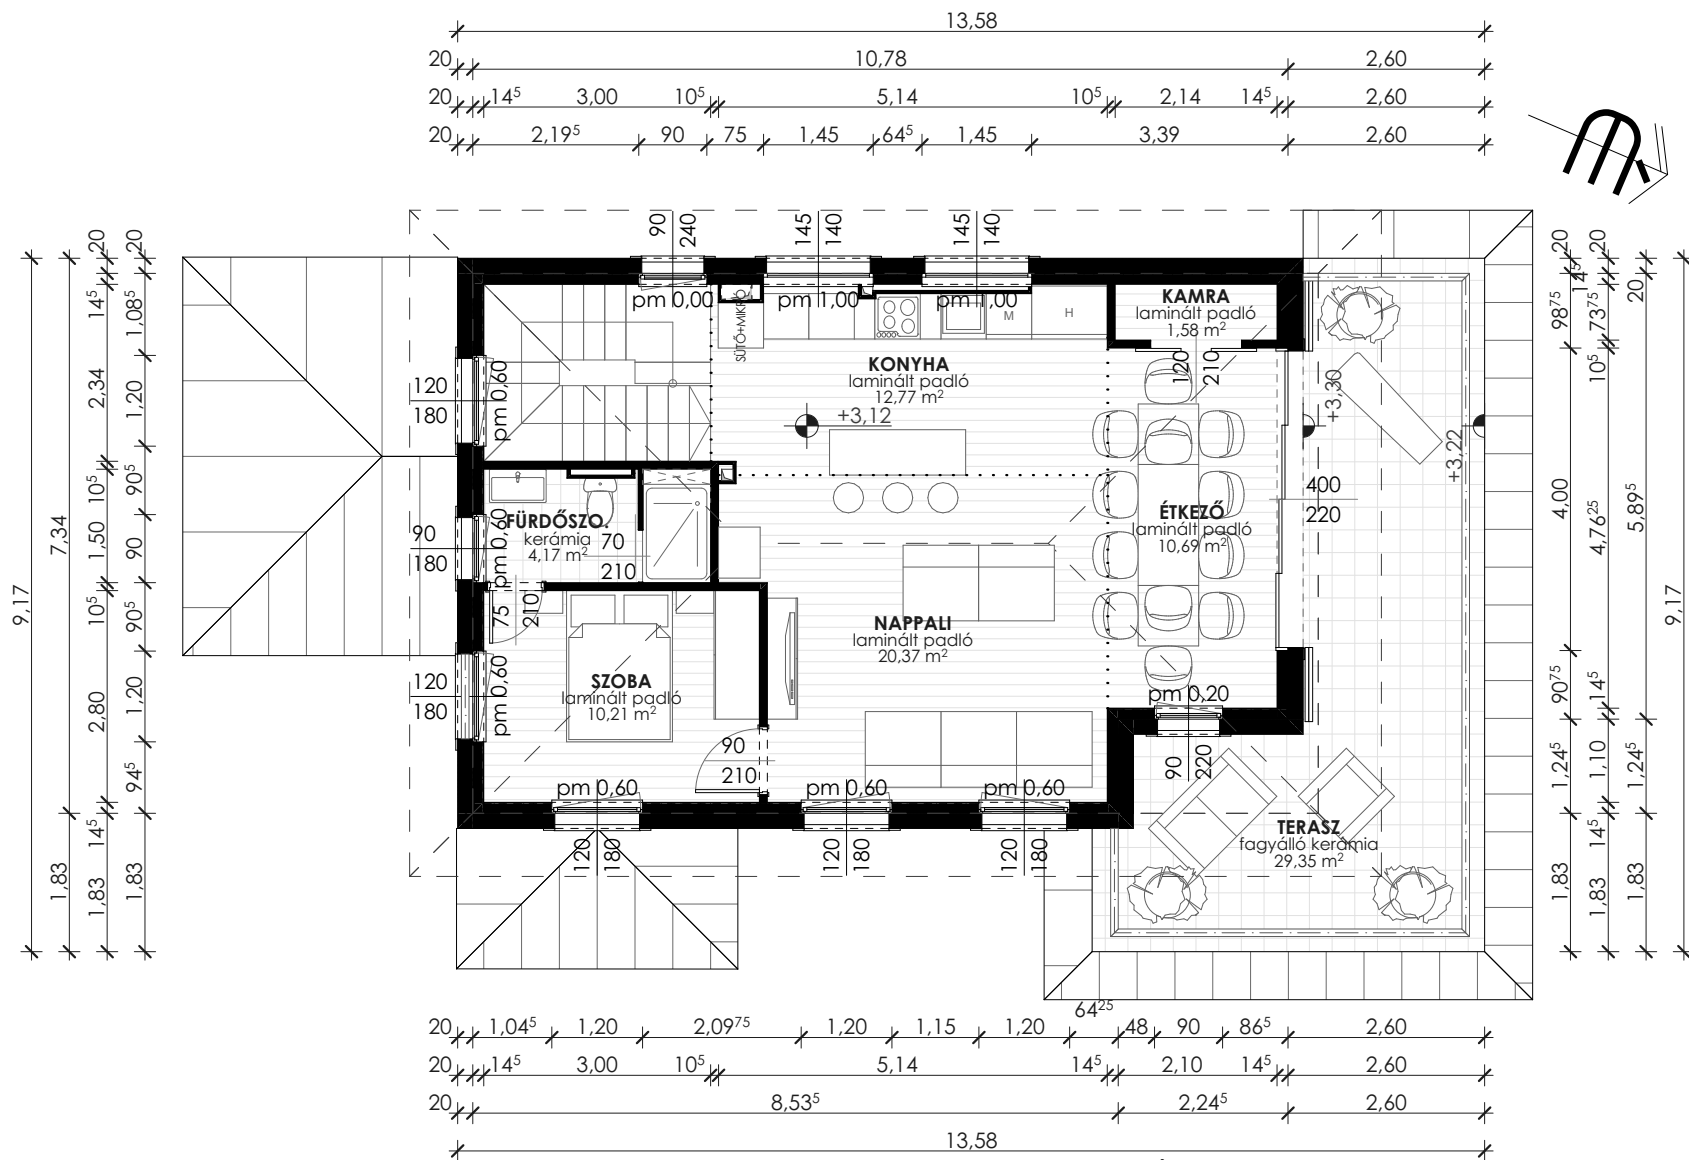 13,58
20 10,78 2,60
20 14⁵ 3,00 10⁵ 5,14 10⁵ 2,14 14⁵ 2,60
20 2,19⁵ 90 75 1,45 64⁵ 1,45 3,39 2,60
90
240
145
140
145
140
pm 0,00
pm 1,00
pm 1,00
SÜTŐ+MIKRÓ
M
H
KAMRA
laminált padló
1,58 m²
120
210
KONYHA
laminált padló
12,77 m²
+3,12
+3,30
+3,22
120
180
pm 0,60
400
220
ÉTKEZŐ
laminált padló
10,69 m²
FÜRDŐSZO.
kerámia
4,17 m²
70
210
90
180
pm 0,60
75
210
NAPPALI
laminált padló
20,37 m²
SZOBA
laminált padló
10,21 m²
120
180
pm 0,60
90
210
pm 0,20
90
220
pm 0,60
pm 0,60
pm 0,60
120
180
120
180
120
180
TERASZ
fagyálló kerámia
29,35 m²
9,17
7,34
1,83
20
14⁵
2,34
10⁵
1,50
10⁵
2,80
14⁵
1,83
20
1,08⁵
1,20
90⁵
90
90⁵
1,20
94⁵
1,83
20
98⁷⁵
4,00
90⁷⁵
1,24⁵
1,83
20
14⁵
73⁷⁵
10⁵
4,76²⁵
14⁵
1,10
14⁵
1,83
20
5,89⁵
1,24⁵
1,83
9,17
64²⁵
20 1,04⁵ 1,20 2,09⁷⁵ 1,20 1,15 1,20 48 90 86⁵ 2,60
20 14⁵ 3,00 10⁵ 5,14 14⁵ 2,10 14⁵ 2,60
20 8,53⁵ 2,24⁵ 2,60
13,58